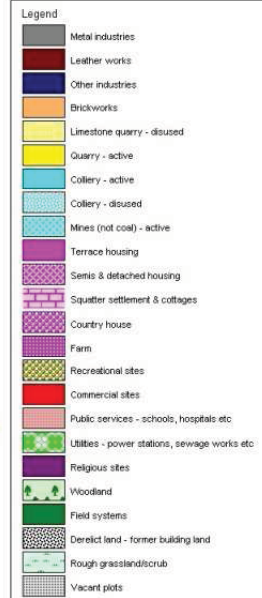 Legend
Metal industries
Leather works
Other industries
Brickworks
Limestone quarry - disused
Quarry - active
Colliery - active
Colliery - disused
Mines (not coal) - active
Terrace housing
Semis & detached housing
Squatter settlement & cottages
Country house
Farm
Recreational sites
Commercial sites
Public services - schools, hospitals etc
Utilities - power stations, sewage works etc
Religious sites
Woodland
Field systems
Derelict land - former building land
Rough grassland/scrub
Vacant plots